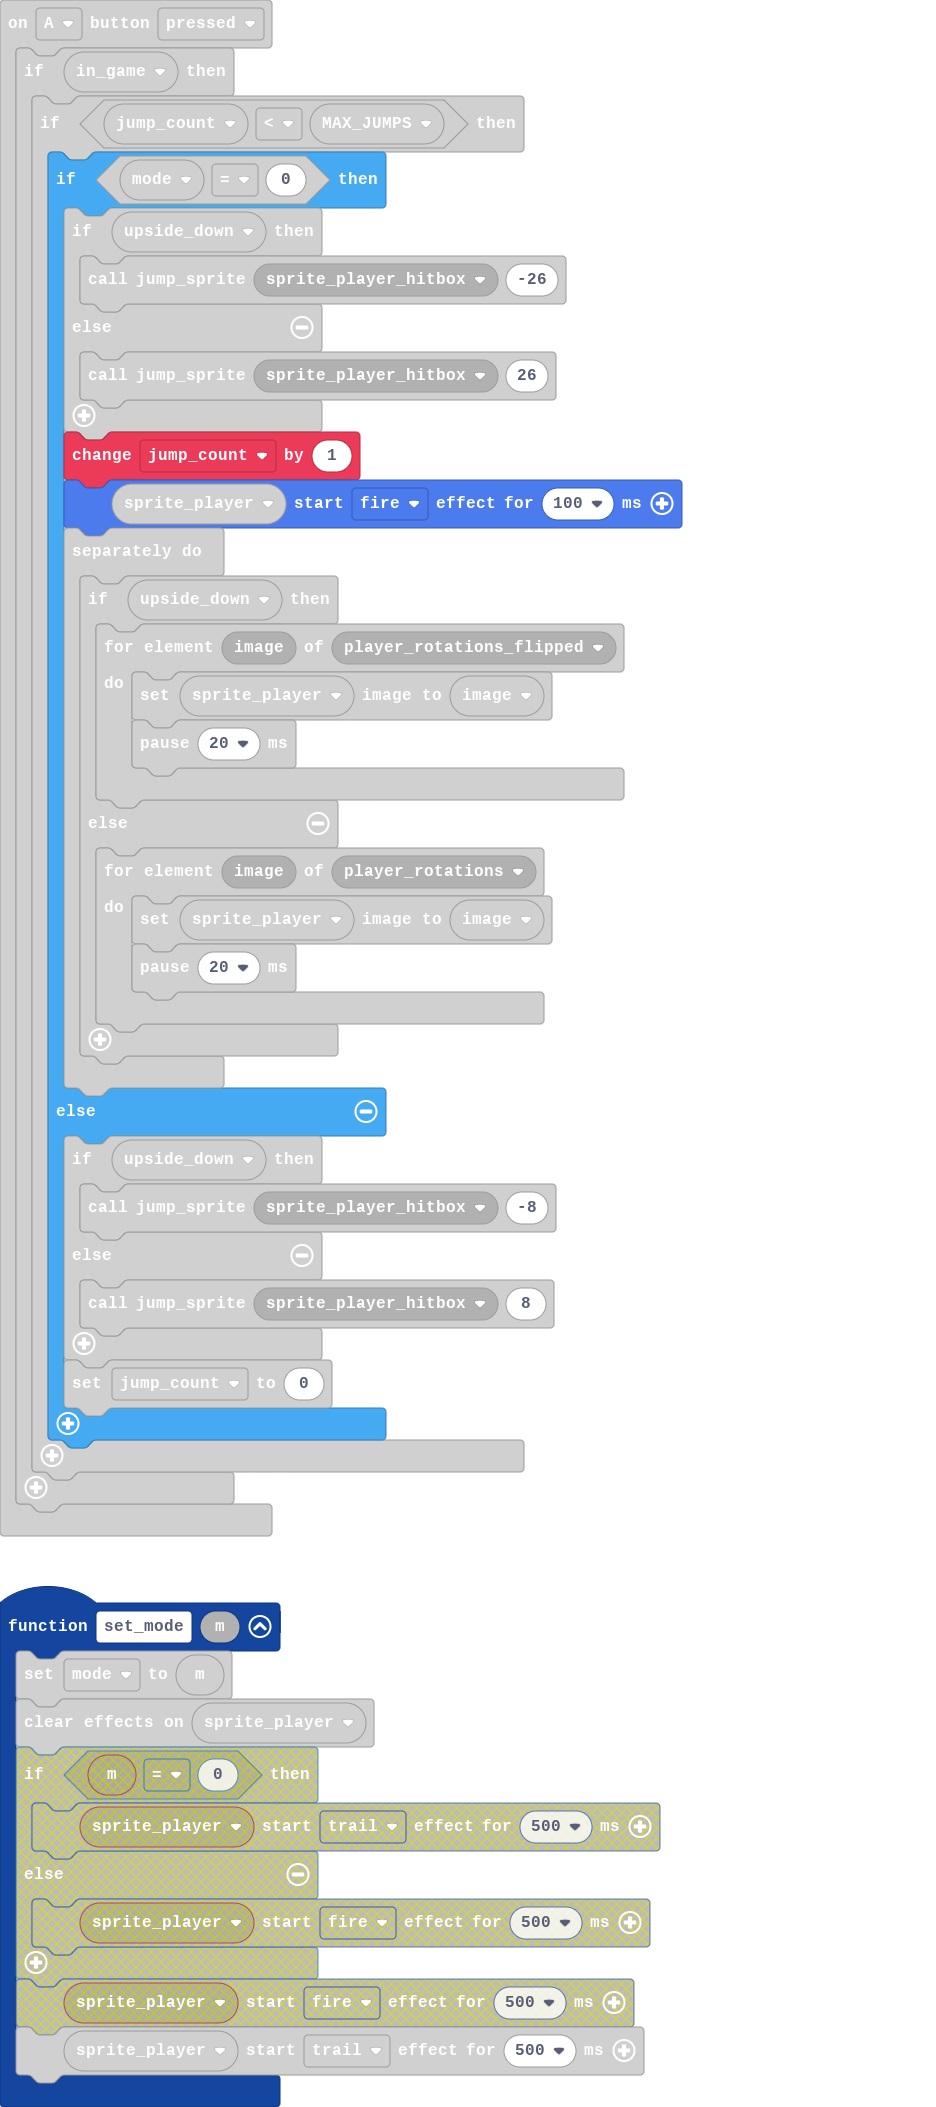 on A button pressed
if in_game then
if jump_count < MAX_JUMPS then
if mode = 0 then
if upside_down then
call jump_sprite sprite_player_hitbox -26
else
call jump_sprite sprite_player_hitbox 26
change jump_count by 1
sprite_player start fire effect for 100 ms
separately do
if upside_down then
for element image of player_rotations_flipped
do
set sprite_player image to image
pause 20 ms
else
for element image of player_rotations
do
set sprite_player image to image
pause 20 ms
else
if upside_down then
call jump_sprite sprite_player_hitbox -8
else
call jump_sprite sprite_player_hitbox 8
set jump_count to 0
function set_mode m
set mode to m
clear effects on sprite_player
if m = 0 then
sprite_player start trail effect for 500 ms
else
sprite_player start fire effect for 500 ms
sprite_player start fire effect for 500 ms
sprite_player start trail effect for 500 ms